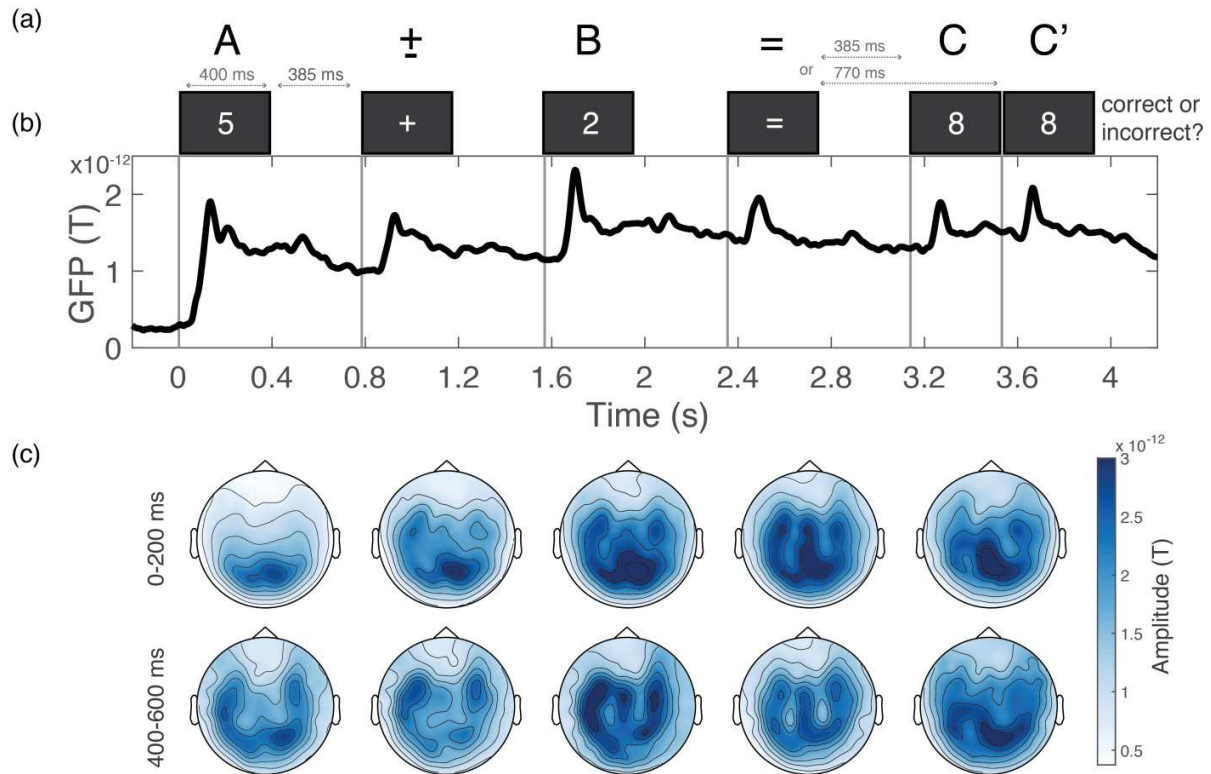 (a)
A ± B = C C’
400 ms
385 ms
385 ms
or 770 ms
(b)
5 + 2 = 8 8
correct or
incorrect?
x10⁻¹²
2
1
0
GFP (T)
0 0.4 0.8 1.2 1.6 2 2.4 2.8 3.2 3.6 4
Time (s)
(c)
0-200 ms
400-600 ms
x 10⁻¹²
3
2.5
2
1.5
1
0.5
Amplitude (T)